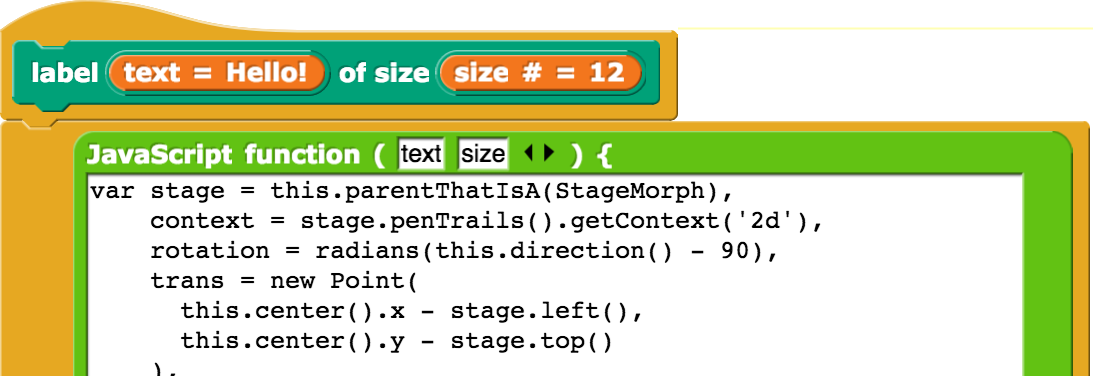 label text = Hello! of size size # = 12
JavaScript function ( text size ) {
var stage = this.parentThatIsA(StageMorph),
    context = stage.penTrails().getContext('2d'),
    rotation = radians(this.direction() - 90),
    trans = new Point(
      this.center().x - stage.left(),
      this.center().y - stage.top()
    ),